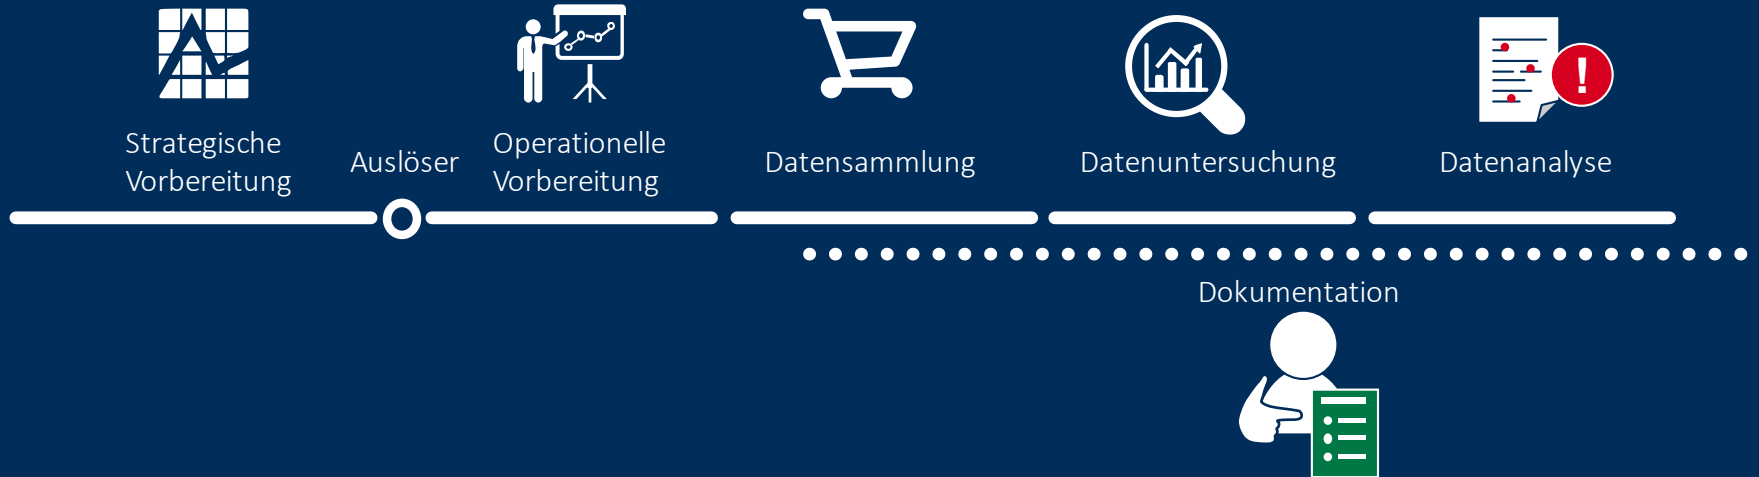 Strategische
Vorbereitung
Auslöser
Operationelle
Vorbereitung
Datensammlung
Datenuntersuchung
Datenanalyse
Dokumentation